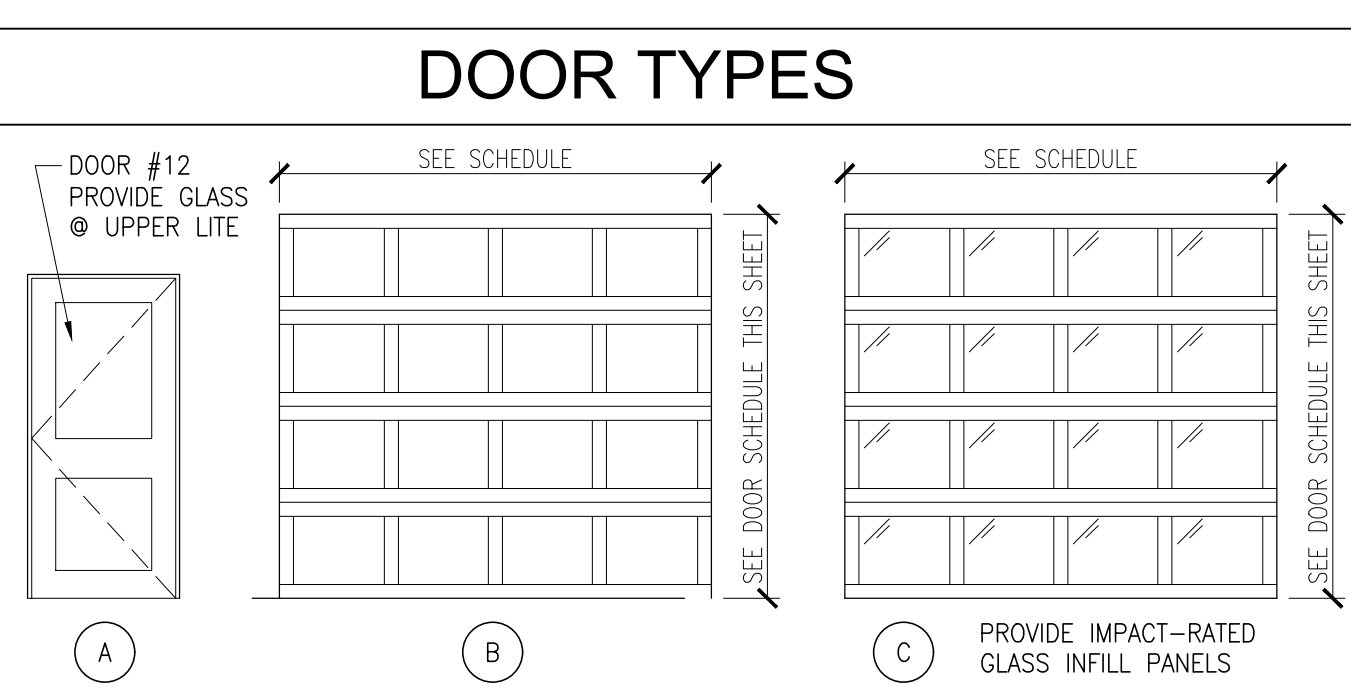 DOOR TYPES
DOOR #12
PROVIDE GLASS
@ UPPER LITE
SEE SCHEDULE
SEE DOOR SCHEDULE THIS SHEET
SEE SCHEDULE
SEE DOOR SCHEDULE THIS SHEET
A
B
C
PROVIDE IMPACT-RATED
GLASS INFILL PANELS